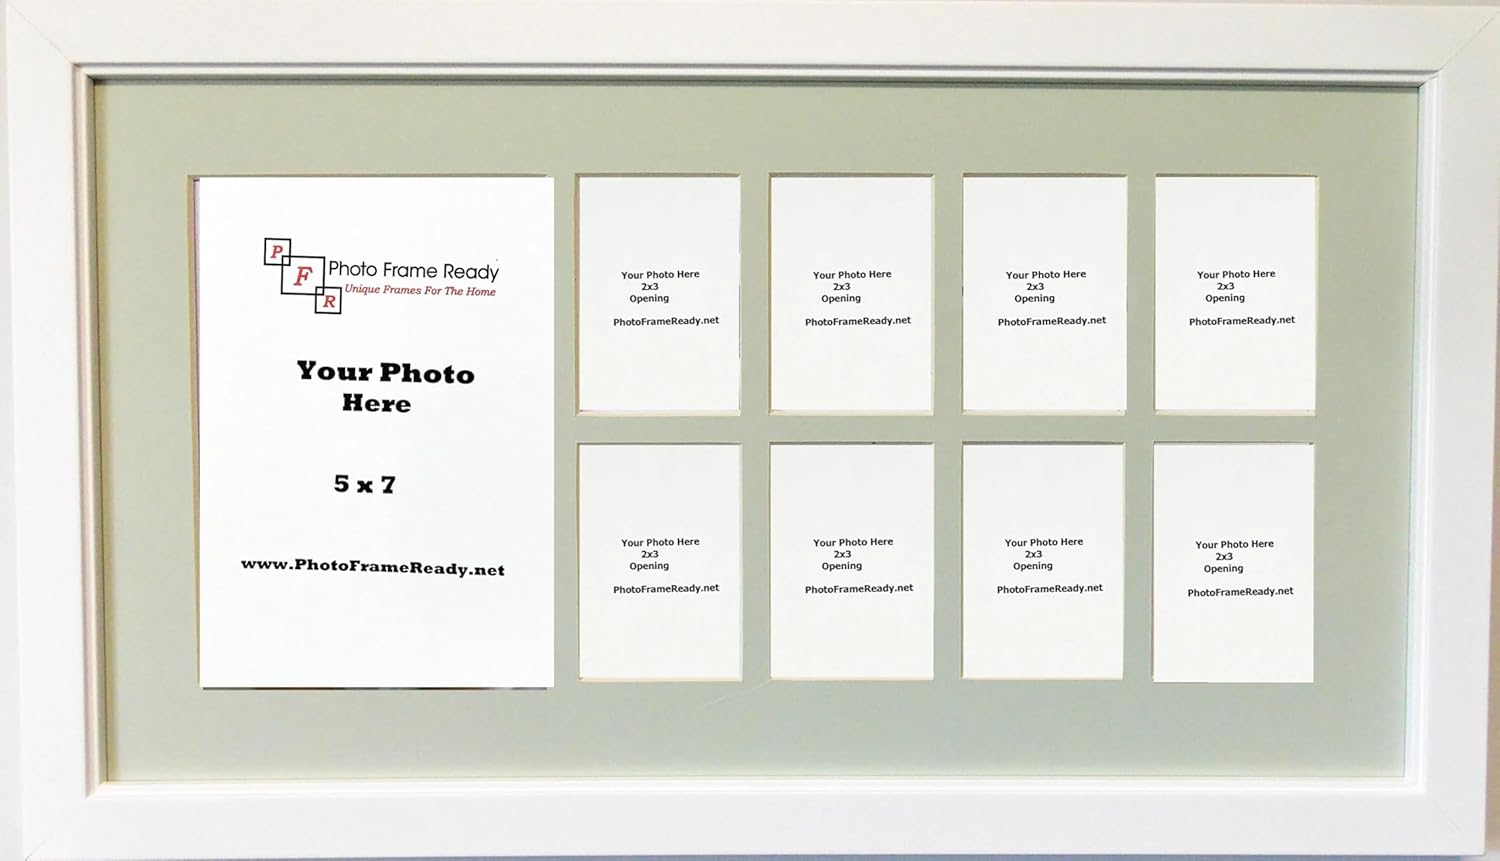 P
F
R
Photo Frame Ready
Unique Frames For The Home
Your Photo
Here
5 x 7
www.PhotoFrameReady.net
Your Photo Here
2x3
Opening
PhotoFrameReady.net
Your Photo Here
2x3
Opening
PhotoFrameReady.net
Your Photo Here
2x3
Opening
PhotoFrameReady.net
Your Photo Here
2x3
Opening
PhotoFrameReady.net
Your Photo Here
2x3
Opening
PhotoFrameReady.net
Your Photo Here
2x3
Opening
PhotoFrameReady.net
Your Photo Here
2x3
Opening
PhotoFrameReady.net
Your Photo Here
2x3
Opening
PhotoFrameReady.net